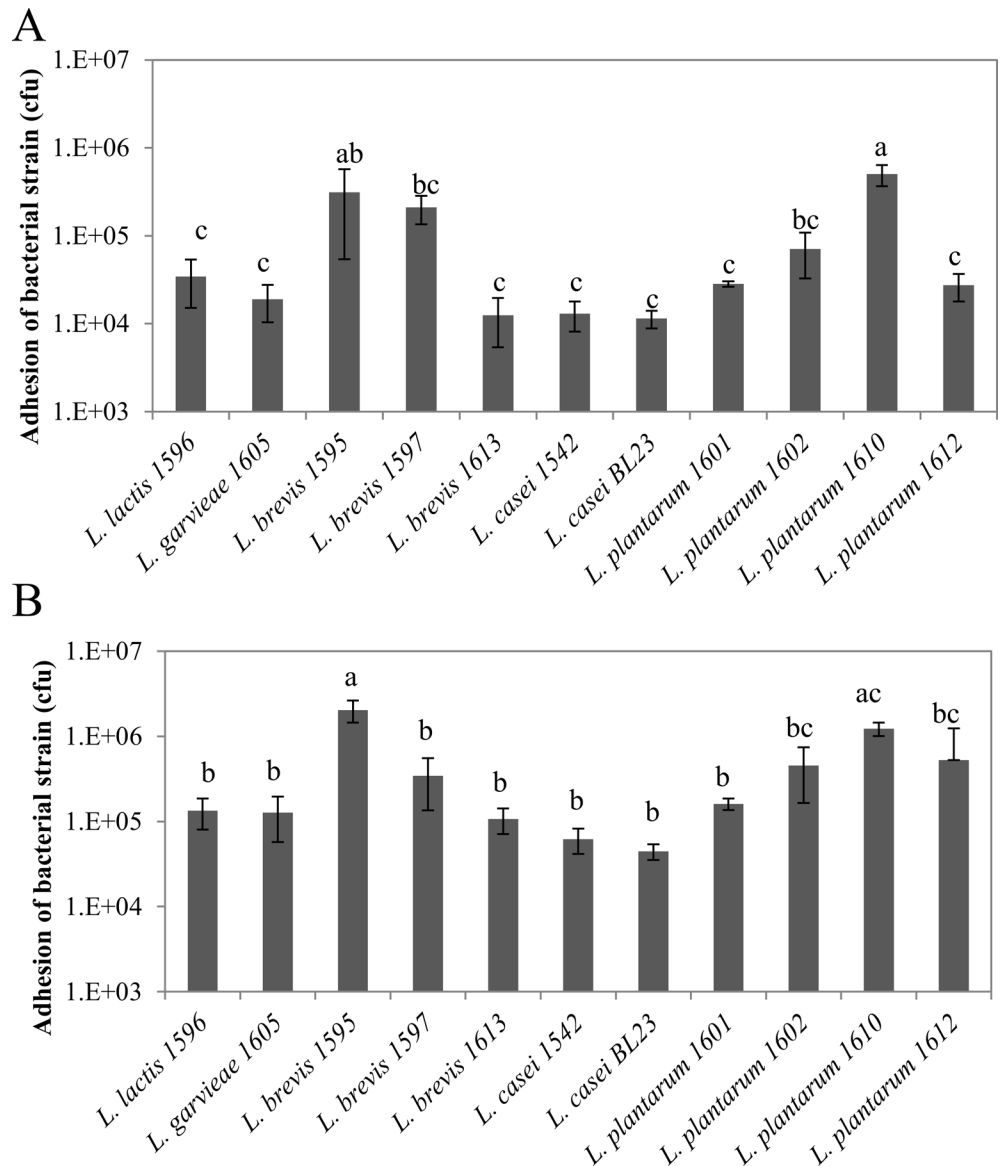 A
Adhesion of bacterial strain (cfu)
1.E+07
1.E+06
1.E+05
1.E+04
1.E+03
c
c
ab
bc
c
c
c
c
bc
a
c
L. lactis 1596
L. garvieae 1605
L. brevis 1595
L. brevis 1597
L. brevis 1613
L. casei 1542
L. casei BL23
L. plantarum 1601
L. plantarum 1602
L. plantarum 1610
L. plantarum 1612
B
Adhesion of bacterial strain (cfu)
1.E+07
1.E+06
1.E+05
1.E+04
1.E+03
b
b
a
b
b
b
b
b
bc
ac
bc
L. lactis 1596
L. garvieae 1605
L. brevis 1595
L. brevis 1597
L. brevis 1613
L. casei 1542
L. casei BL23
L. plantarum 1601
L. plantarum 1602
L. plantarum 1610
L. plantarum 1612